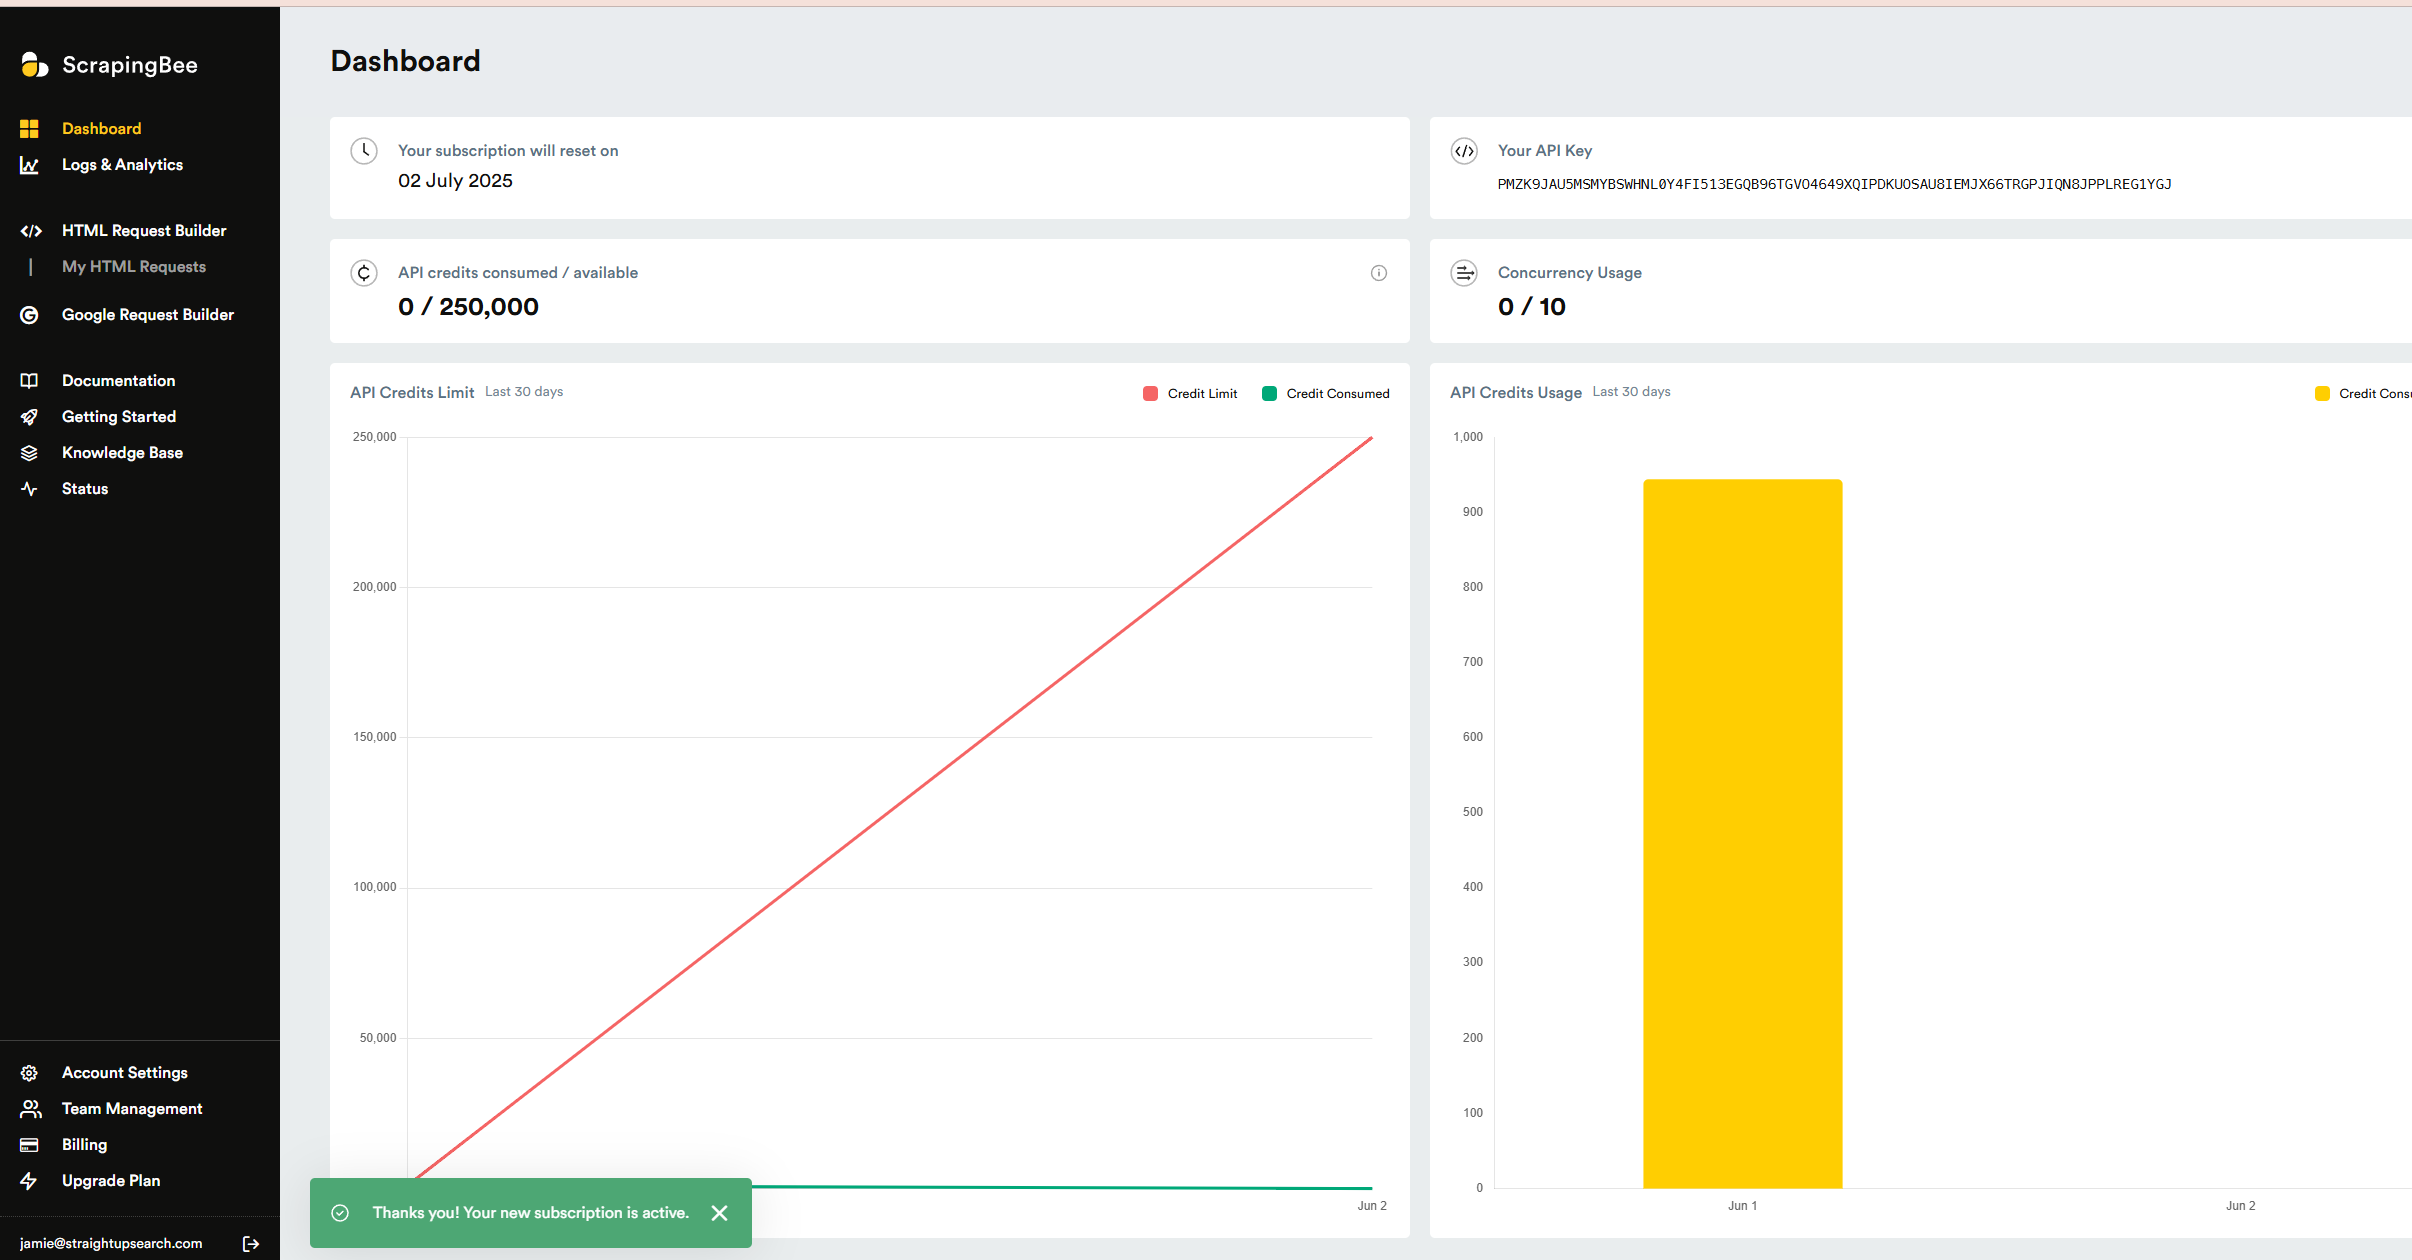 ScrapingBee
Dashboard
Logs & Analytics
HTML Request Builder
My HTML Requests
Google Request Builder
Documentation
Getting Started
Knowledge Base
Status
Account Settings
Team Management
Billing
Upgrade Plan
jamie@straightupsearch.com
Dashboard
Your subscription will reset on
02 July 2025
Your API Key
PMZK9JAU5MSMYBSWHNL0Y4FI513EGQB96TGVO4649XQIPDKUOSAU8IEMJX66TRGPJIQN8JPPLREG1YGJ
API credits consumed / available
0 / 250,000
Concurrency Usage
0 / 10
API Credits Limit Last 30 days
Credit Limit
Credit Consumed
250,000
200,000
150,000
100,000
50,000
Jun 2
API Credits Usage Last 30 days
Credit Consu
1,000
900
800
700
600
500
400
300
200
100
0
Jun 1
Jun 2
Thanks you! Your new subscription is active.